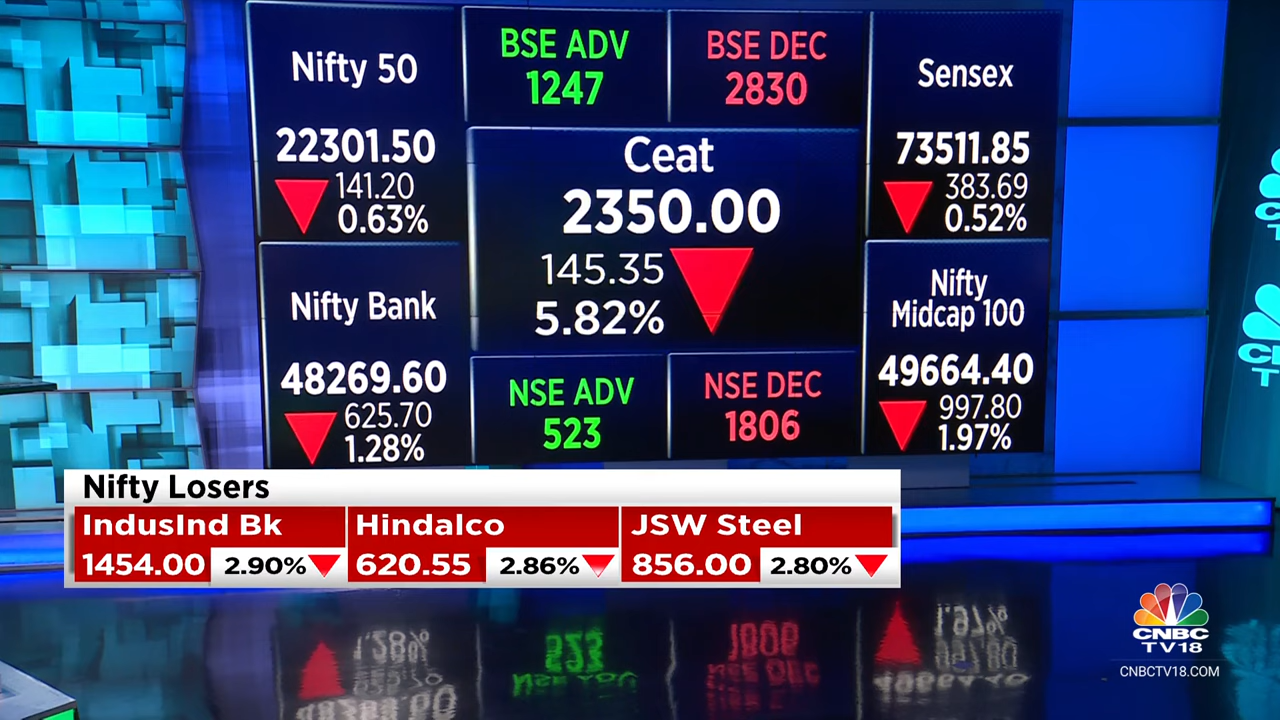 Nifty 50
22301.50
141.20
0.63%
BSE ADV
1247
BSE DEC
2830
Sensex
73511.85
383.69
0.52%
Ceat
2350.00
145.35
5.82%
Nifty Bank
48269.60
625.70
1.28%
NSE ADV
523
NSE DEC
1806
Nifty
Midcap 100
49664.40
997.80
1.97%
Nifty Losers
IndusInd Bk
1454.00 2.90%
Hindalco
620.55 2.86%
JSW Steel
856.00 2.80%
CNBC
TV18
CNBCTV18.COM